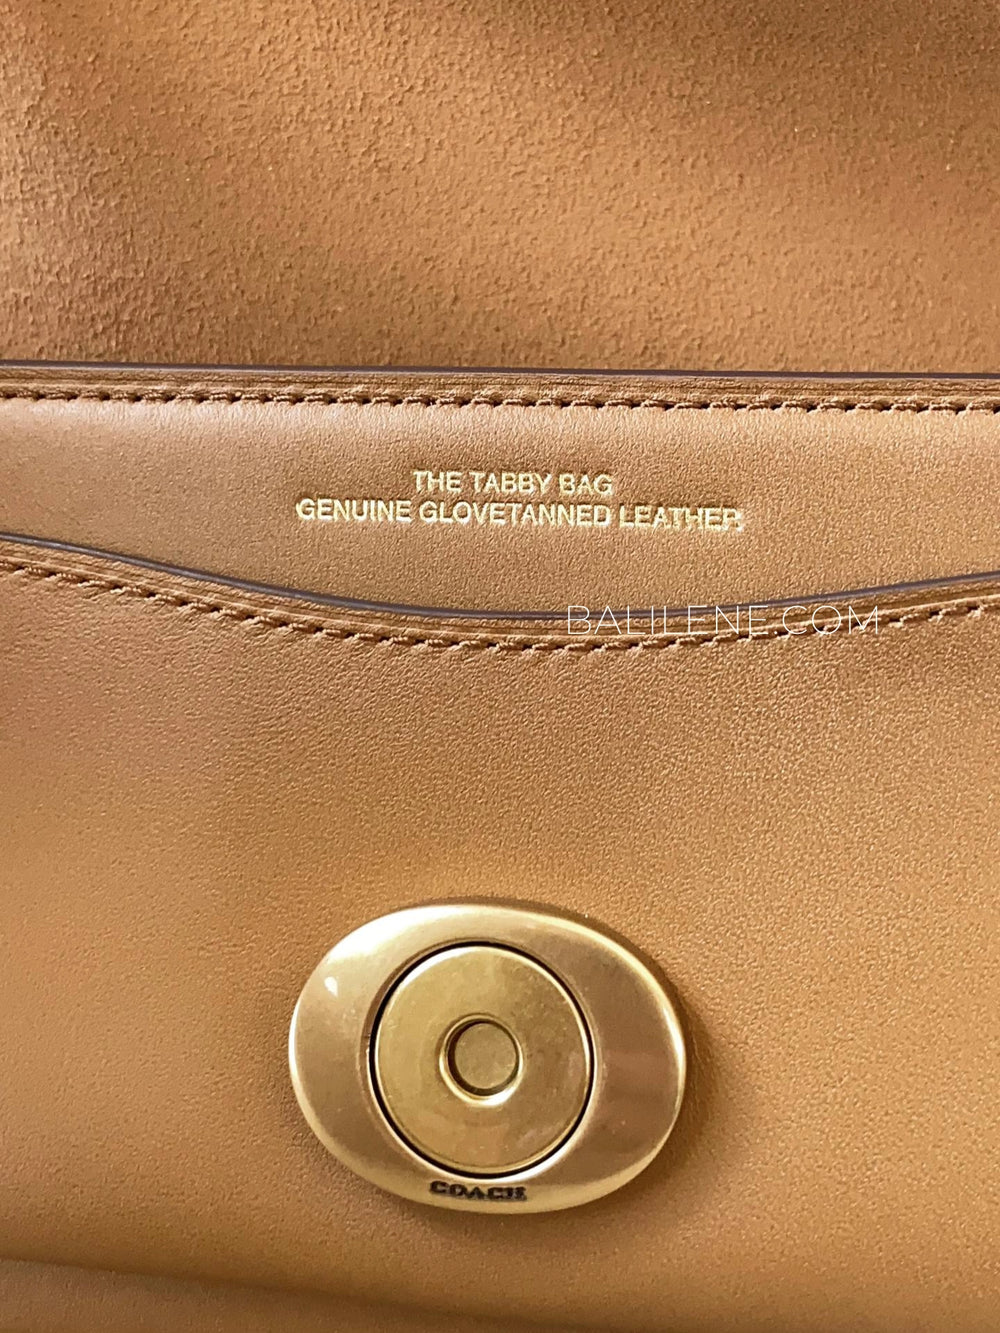 THE TABBY BAG
GENUINE GLOVETANNED LEATHER
BALILENE.COM
COACH